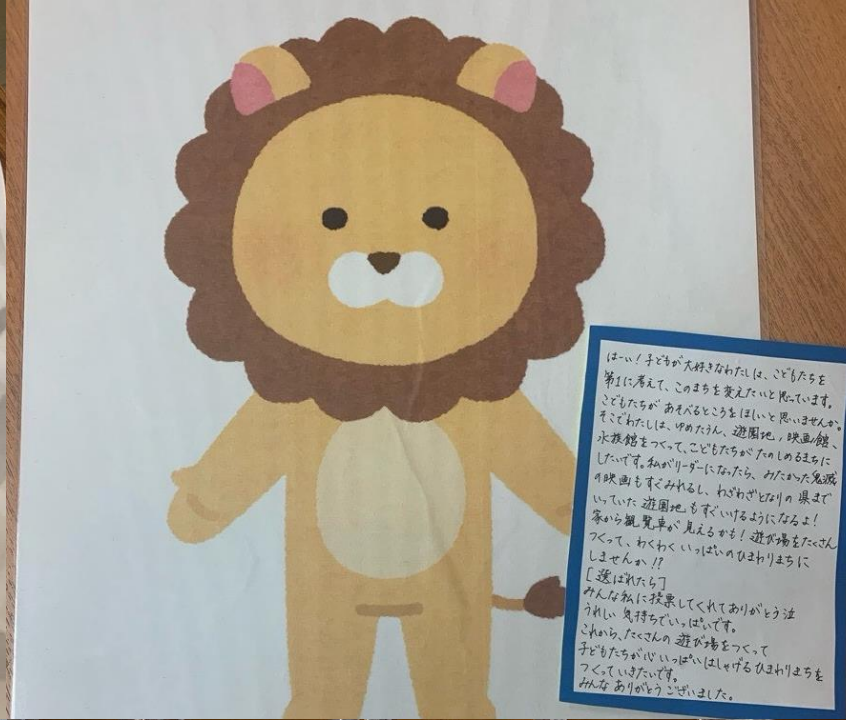 はーい！子どもが大好きなわたしは、こどもたちを
第1に考えて、このまちを変えたいと思っています。
こどもたちがあそべるところをほしいと思いませんか。
そこでわたしは、ゆめたうん、遊園地、映画館、
水族館をつくって、こどもたちがたのしめるまちに
したいです。私がリーダーになったら、みたかった鬼滅
の映画もすぐみれるし、わざわざとなりの県まで
いっていた遊園地もすぐいけるようになるよ！
家から観覧車が見えるかも！遊び場をたくさん
つくって、わくわくいっぱいのひまわりまちに
しませんか!?
[選ばれたら]
みんな私に投票してくれてありがとう泣
うれしい気持ちでいっぱいです。
これから、たくさんの遊び場をつくって
子どもたちが心いっぱいはしゃげるひまわりまちを
つくっていきたいです。
みんなありがとうございました。